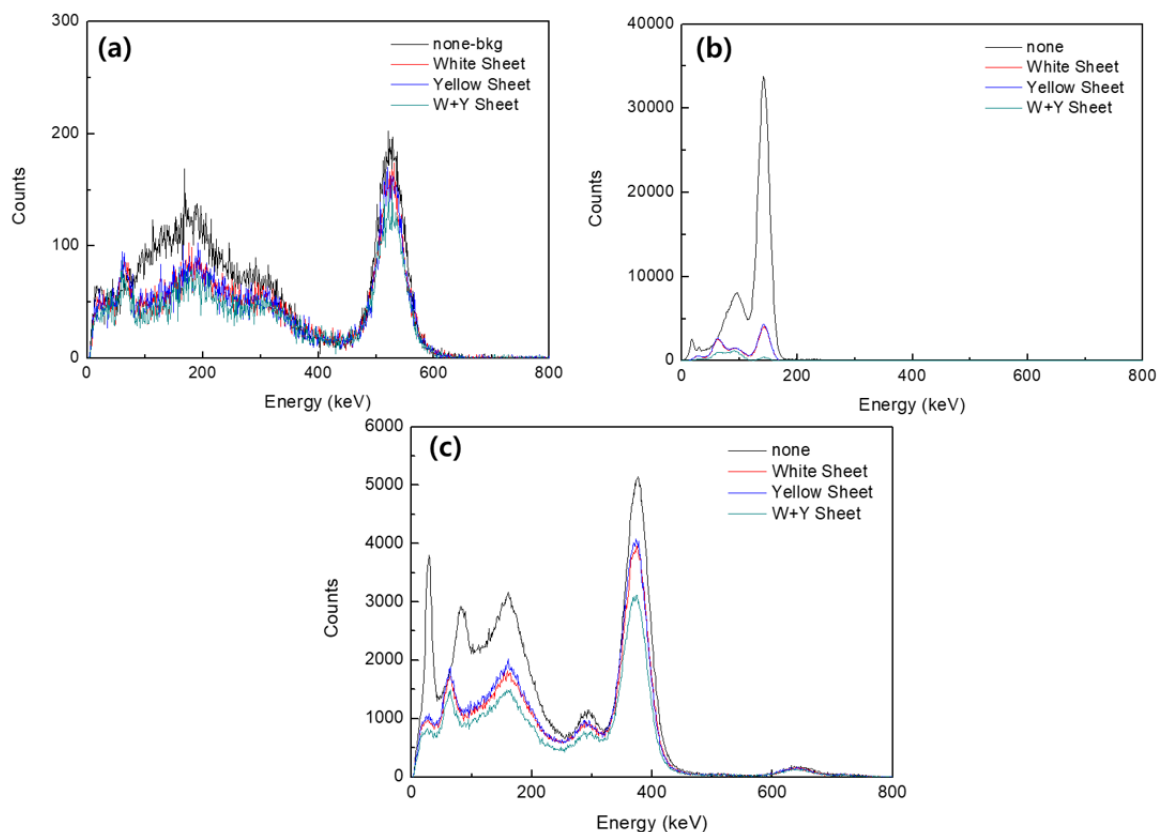 (a)
none-bkg
White Sheet
Yellow Sheet
W+Y Sheet
300
200
100
0
Counts
0 200 400 600 800
Energy (keV)
(b)
none
White Sheet
Yellow Sheet
W+Y Sheet
40000
30000
20000
10000
0
Counts
0 200 400 600 800
Energy (keV)
(c)
none
White Sheet
Yellow Sheet
W+Y Sheet
6000
5000
4000
3000
2000
1000
0
Counts
0 200 400 600 800
Energy (keV)